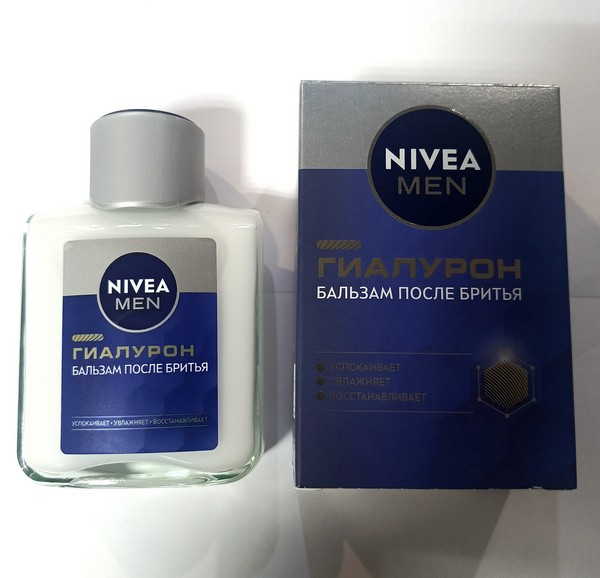 NIVEA
MEN
ГИАЛУРОН
БАЛЬЗАМ ПОСЛЕ БРИТЬЯ
УСПОКАИВАЕТ • УВЛАЖНЯЕТ • ВОССТАНАВЛИВАЕТ
NIVEA
MEN
ГИАЛУРОН
БАЛЬЗАМ ПОСЛЕ БРИТЬЯ
УСПОКАИВАЕТ
УВЛАЖНЯЕТ
ВОССТАНАВЛИВАЕТ